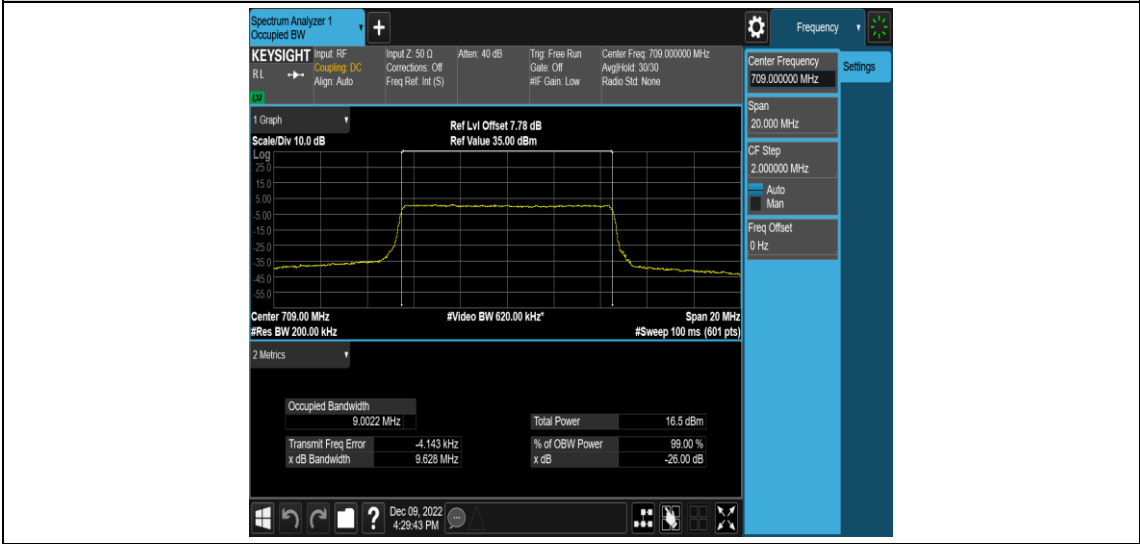 Spectrum Analyzer 1
Occupied BW
+
Frequency
KEYSIGHT
RL
Input: RF
Coupling: DC
Align: Auto
Input Z: 50 Ω
Corrections: Off
Freq Ref: Int (S)
Atten: 40 dB
Trig: Free Run
Gate: Off
#IF Gain: Low
Center Freq: 709.000000 MHz
Avg|Hold: 30/30
Radio Std: None
1 Graph
Scale/Div 10.0 dB
Ref Lvl Offset 7.78 dB
Ref Value 35.00 dBm
Log
25.0
15.0
5.00
-5.00
-15.0
-25.0
-35.0
-45.0
-55.0
Center 709.00 MHz
#Video BW 620.00 kHz*
Span 20 MHz
#Res BW 200.00 kHz
#Sweep 100 ms (601 pts)
2 Metrics
Occupied Bandwidth
9.0022 MHz
Total Power 16.5 dBm
Transmit Freq Error -4.143 kHz
% of OBW Power 99.00 %
x dB Bandwidth 9.628 MHz
x dB -26.00 dB
Center Frequency
709.000000 MHz
Settings
Span
20.000 MHz
CF Step
2.000000 MHz
Auto
Man
Freq Offset
0 Hz
?
Dec 09, 2022
4:29:43 PM